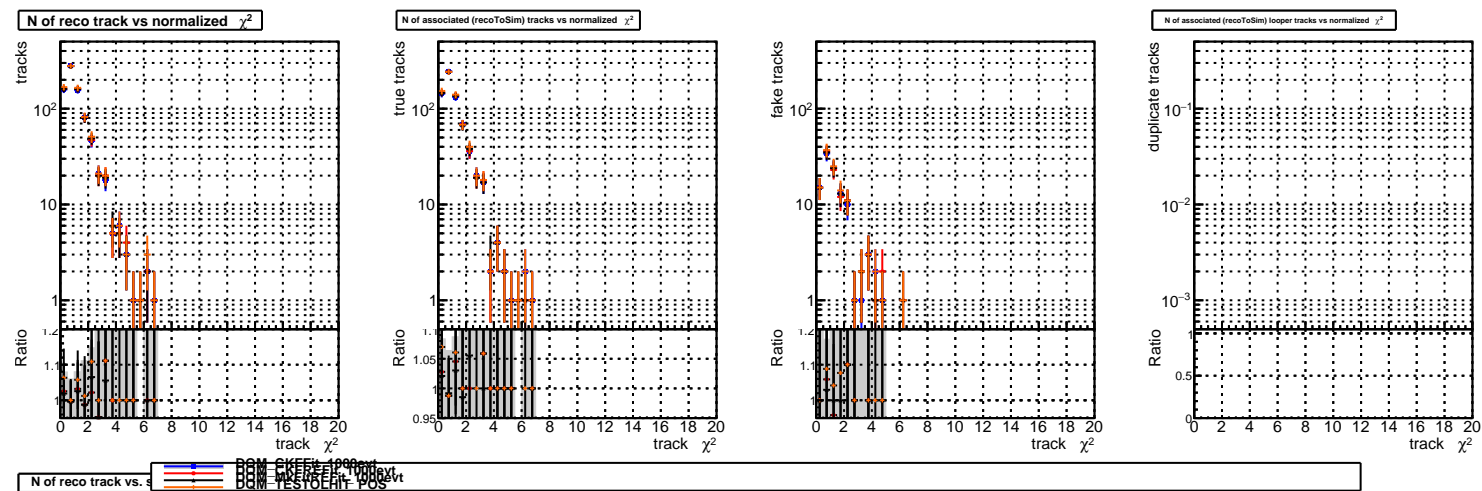 N of reco track vs normalized χ²
N of associated (recoToSim) tracks vs normalized χ²
N of associated (recoToSim) looper tracks vs normalized χ²
tracks
10²
10
1
Ratio
1.2
1.1
1
0 2 4 6 8 10 12 14 16 18 20
track χ²
true tracks
10²
10
1
Ratio
1.1
1.05
1
0.95
0 2 4 6 8 10 12 14 16 18 20
track χ²
fake tracks
10²
10
1
Ratio
1.2
1.1
1
0 2 4 6 8 10 12 14 16 18 20
track χ²
duplicate tracks
10⁻¹
10⁻²
10⁻³
Ratio
1
0.5
0
0 2 4 6 8 10 12 14 16 18 20
track χ²
N of reco track vs. s
DQM_TESTOLHIT_POS